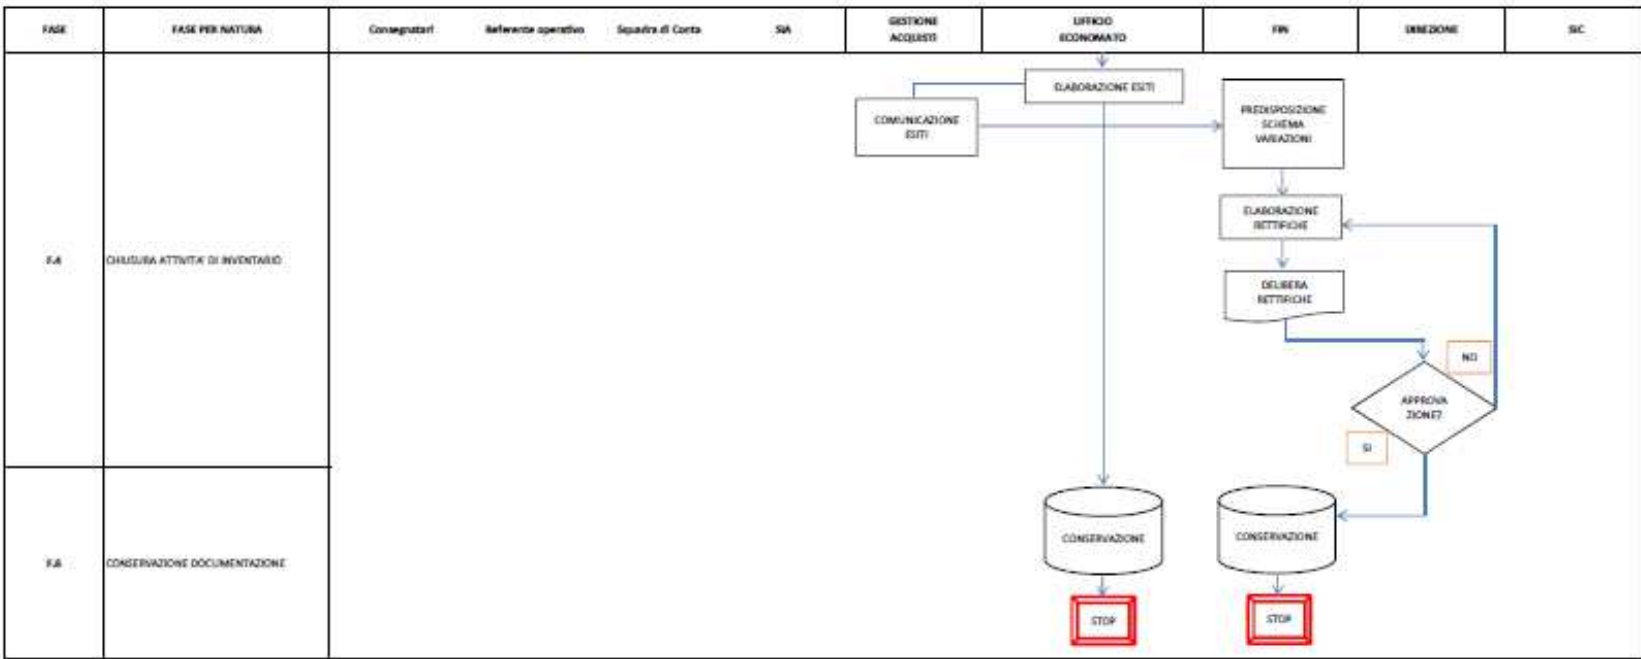 FASE
FASE PER NATURA
Consegnatari
Referente operativo
Squadra di Conta
SIA
GESTIONE
ACQUISTI
UFFICIO
ECONOMATO
FIN
DIREZIONE
SIC
ELABORAZIONE ESITI
COMUNICAZIONE
ESITI
PREDISPOSIZIONE
SCHEMA
VARIAZIONI
ELABORAZIONE
RETTIFICHE
CHIUSURA ATTIVITA' DI INVENTARIO
DELIBERA
RETTIFICHE
NO
APPROVA
ZIONE?
SI
CONSERVAZIONE DOCUMENTAZIONE
CONSERVAZIONE
CONSERVAZIONE
STOP
STOP